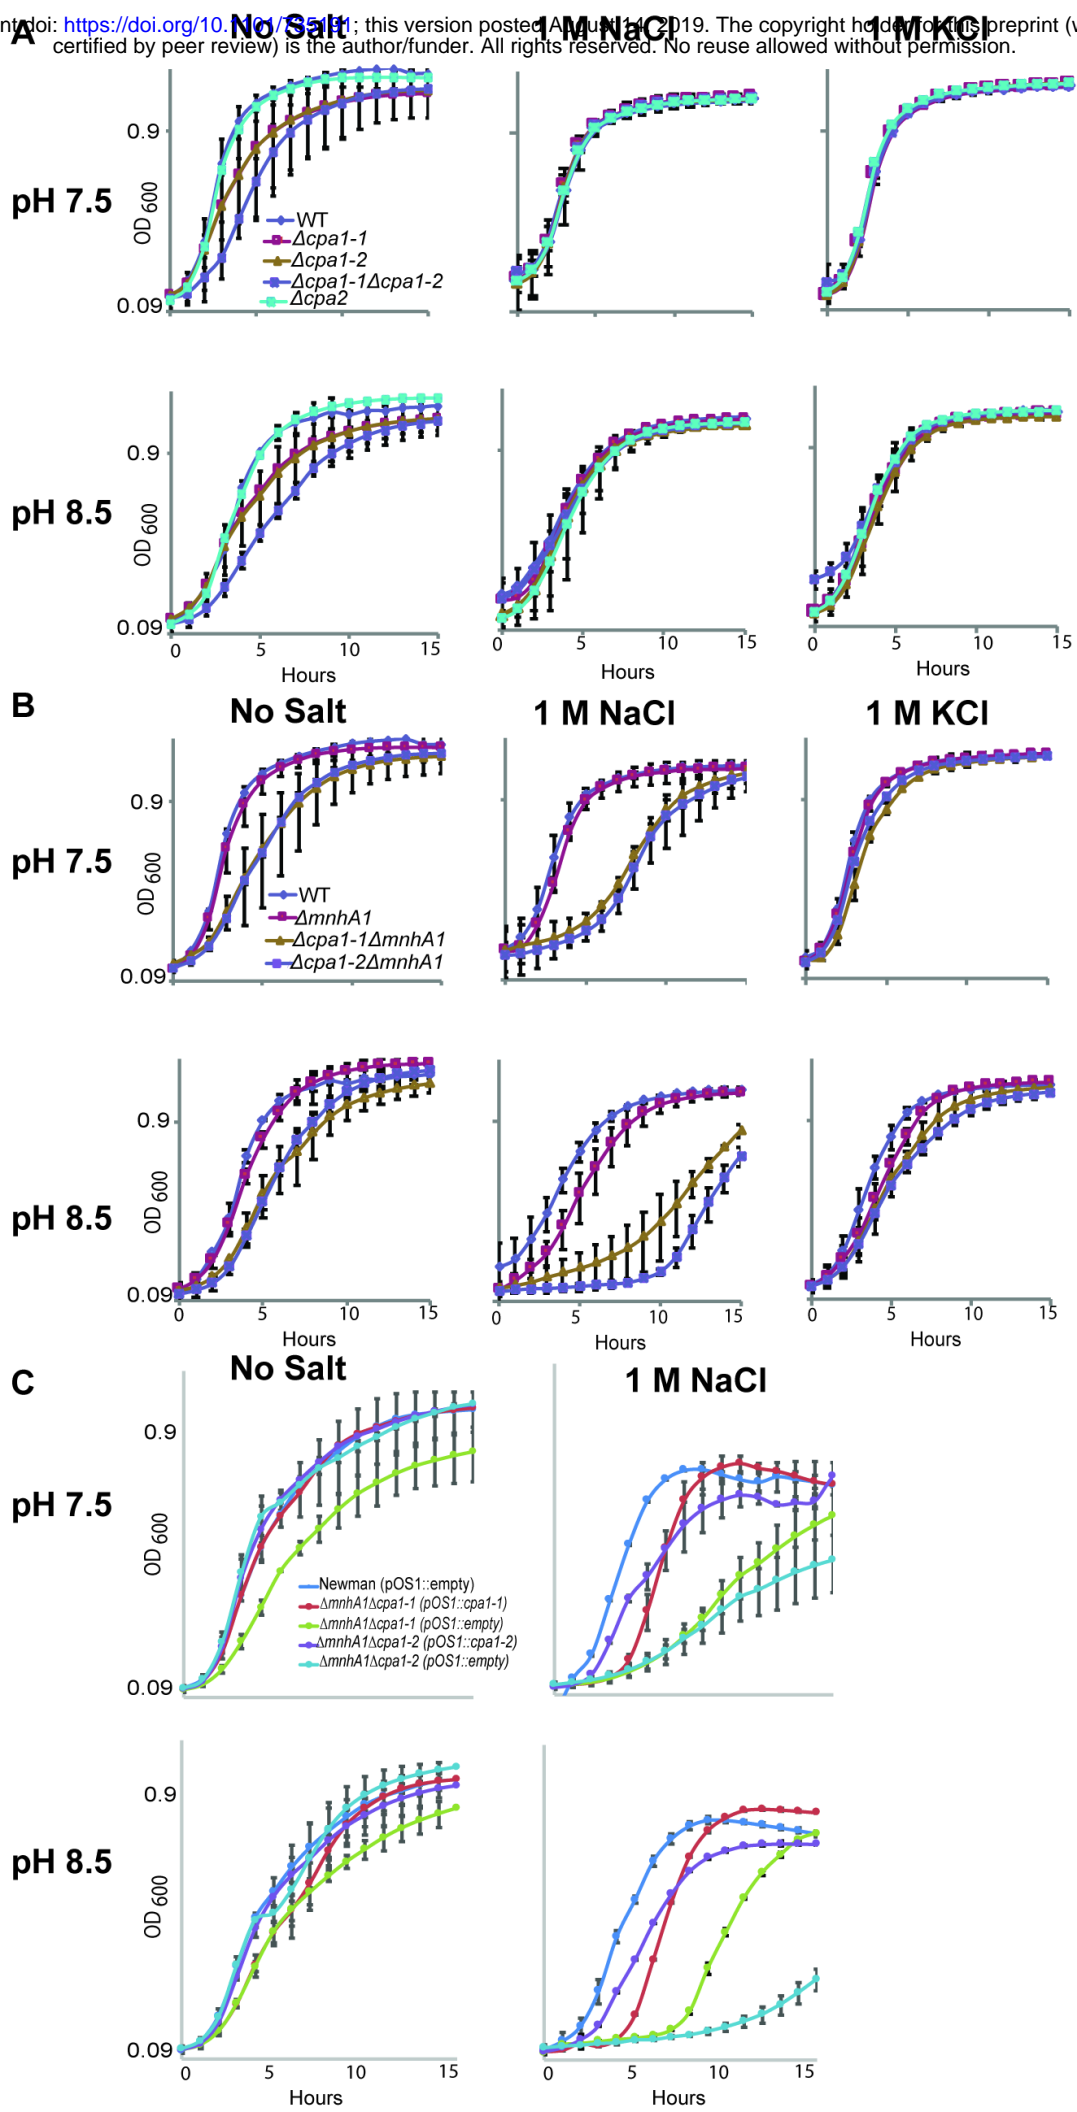 nt doi: https://doi.org/10.1101/735191; this version posted August 14, 2019. The copyright holder for this preprint (w
certified by peer review) is the author/funder. All rights reserved. No reuse allowed without permission.
A
No Salt
1 M NaCl
1 M KCl
pH 7.5
OD 600
0.9
0.09
WT
Δcpa1-1
Δcpa1-2
Δcpa1-1Δcpa1-2
Δcpa2
pH 8.5
OD 600
0.9
0.09
0 5 10 15
Hours
0 5 10 15
Hours
0 5 10 15
Hours
B
No Salt
1 M NaCl
1 M KCl
pH 7.5
OD 600
0.9
0.09
WT
ΔmnhA1
Δcpa1-1ΔmnhA1
Δcpa1-2ΔmnhA1
pH 8.5
OD 600
0.9
0.09
0 5 10 15
Hours
0 5 10 15
Hours
0 5 10 15
Hours
C
No Salt
1 M NaCl
pH 7.5
OD 600
0.9
0.09
Newman (pOS1::empty)
ΔmnhA1Δcpa1-1 (pOS1::cpa1-1)
ΔmnhA1Δcpa1-1 (pOS1::empty)
ΔmnhA1Δcpa1-2 (pOS1::cpa1-2)
ΔmnhA1Δcpa1-2 (pOS1::empty)
pH 8.5
OD 600
0.9
0.09
0 5 10 15
Hours
0 5 10 15
Hours